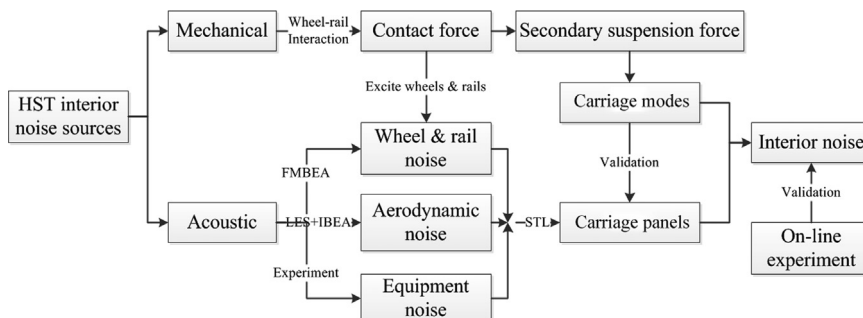 HST interior
noise sources
Mechanical
Wheel-rail
Interaction
Contact force
Secondary suspension force
Excite wheels & rails
Carriage modes
Wheel & rail
noise
FMBEA
Validation
Interior noise
Acoustic
LES+IBEA
Aerodynamic
noise
STL
Carriage panels
Validation
On-line
experiment
Experiment
Equipment
noise